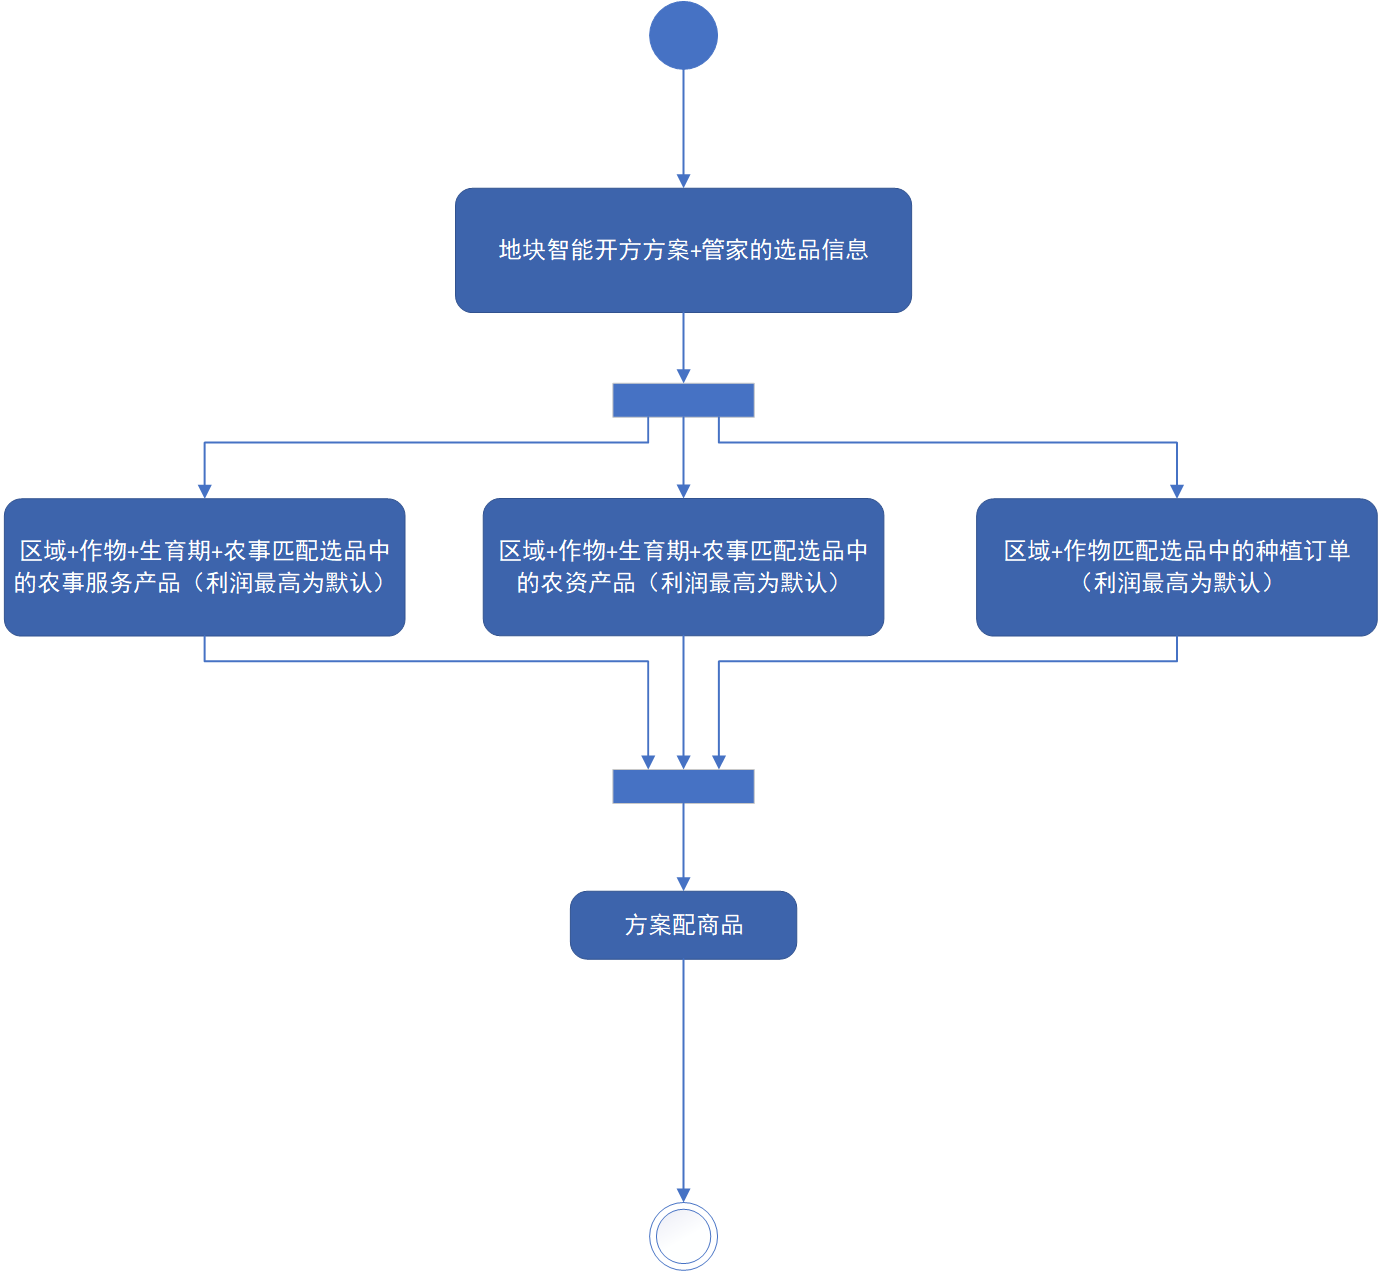 地块智能开方方案+管家的选品信息
区域+作物+生育期+农事匹配选品中
的农事服务产品（利润最高为默认）
区域+作物+生育期+农事匹配选品中
的农资产品（利润最高为默认）
区域+作物匹配选品中的种植订单
（利润最高为默认）
方案配商品